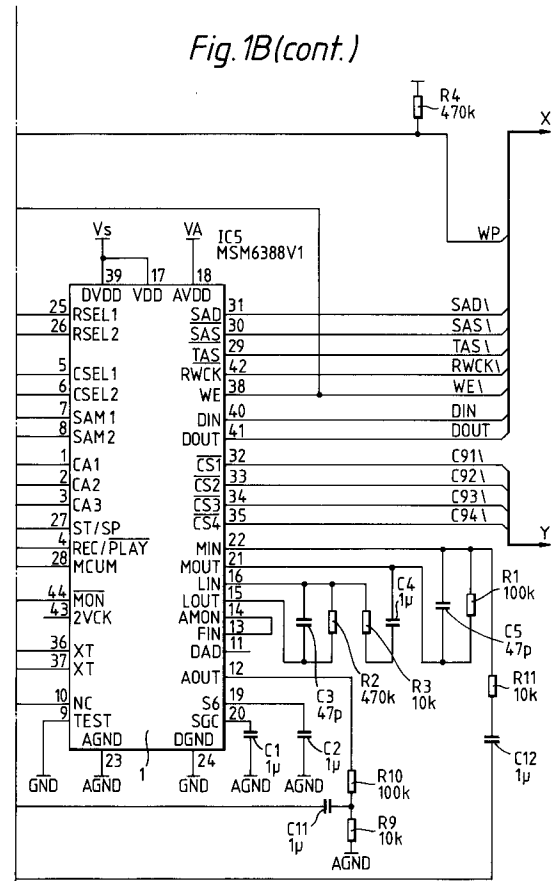 Fig. 1B(cont.)
R4
470k
X
Vs
VA
IC5
MSM6388V1
WP
39 17 18
DVDD VDD AVDD
25 RSEL1 SAD 31 SAD\
26 RSEL2 SAS 30 SAS\
TAS 29 TAS\
5 CSEL1 RWCK 42 RWCK\
6 CSEL2 WE 38 WE\
7 SAM1 DIN 40 DIN
8 SAM2 DOUT 41 DOUT
1 CA1 CS1 32 C91\
2 CA2 CS2 33 C92\
3 CA3 CS3 34 C93\
27 ST/SP CS4 35 C94\
4 REC/PLAY MIN 22 Y
28 MCUM MOUT 21
LIN 16
44 MON LOUT 15
43 2VCK AMON 14
FIN 13
36 XT DAD 11
37 XT AOUT 12
10 NC S6 19
9 TEST SGC 20
AGND DGND
23 1 24
GND AGND GND
C4
1µ
R1
100k
C5
47p
C3
47p
R2
470k
R3
10k
R11
10k
C12
1µ
C1
1µ
C2
1µ
AGND AGND
R10
100k
C11
1µ
R9
10k
AGND